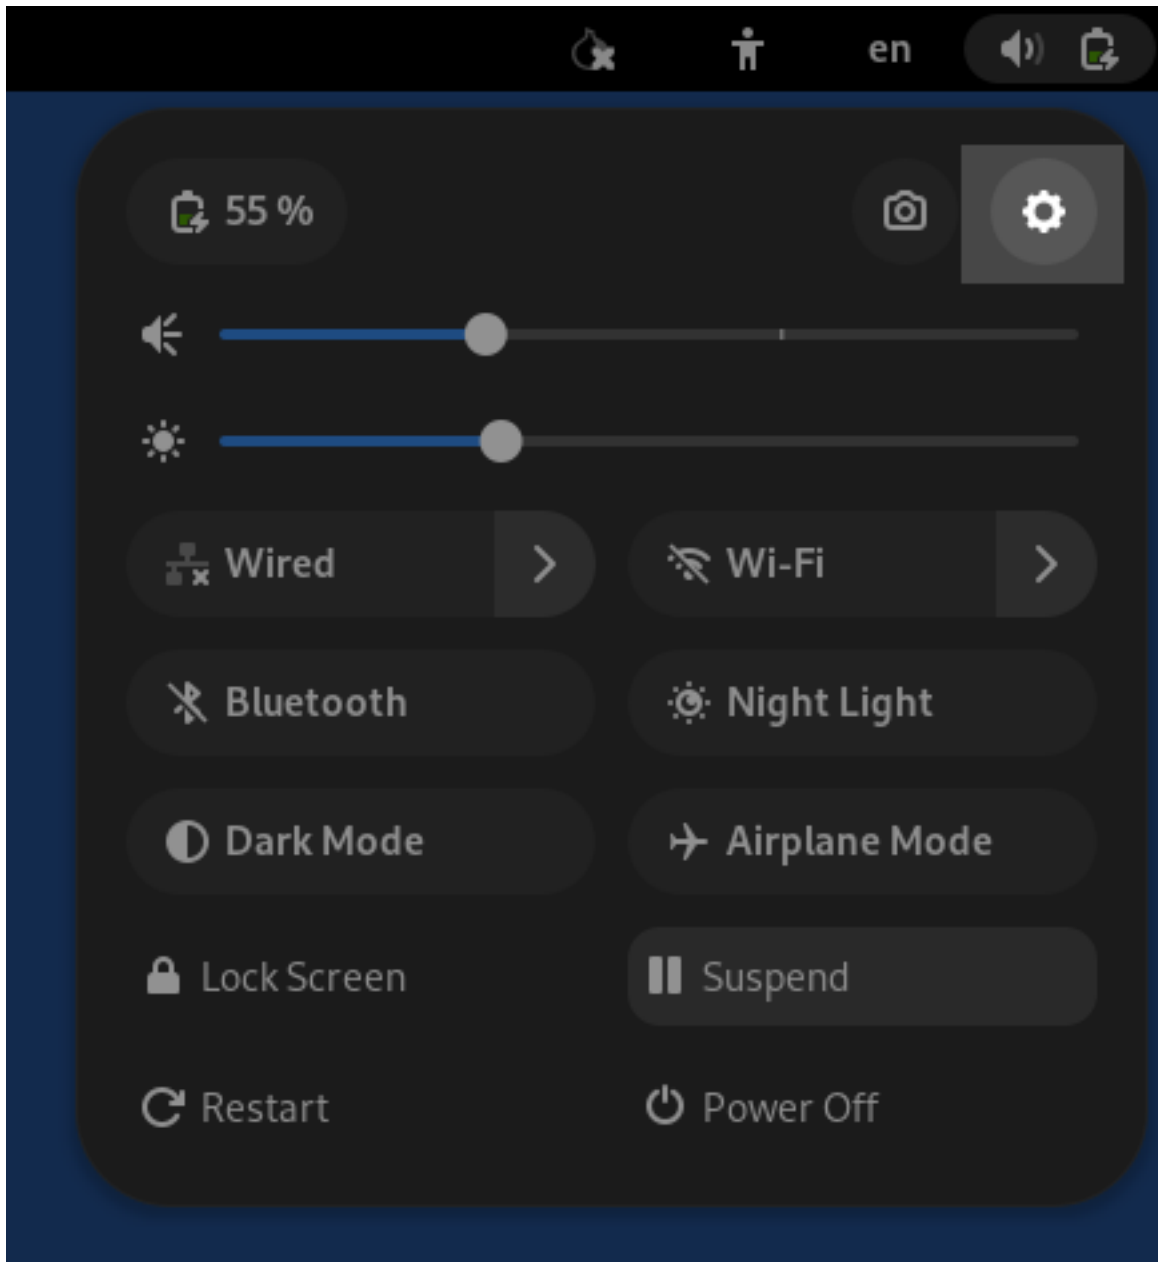 en
55 %
Wired
Wi-Fi
Bluetooth
Night Light
Dark Mode
Airplane Mode
Lock Screen
Suspend
Restart
Power Off